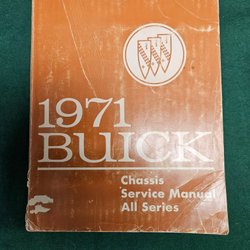 1971
BUICK
Chassis
Service Manual
All Series